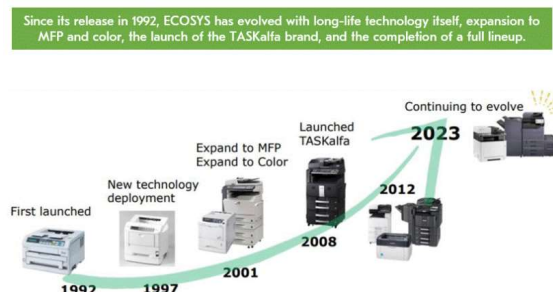 Since its release in 1992, ECOSYS has evolved with long-life technology itself, expansion to
MFP and color, the launch of the TASKalfa brand, and the completion of a full lineup.
Continuing to evolve
2023
Launched
TASKalfa
Expand to MFP
Expand to Color
New technology
deployment
2012
First launched
2008
2001
1997
1992